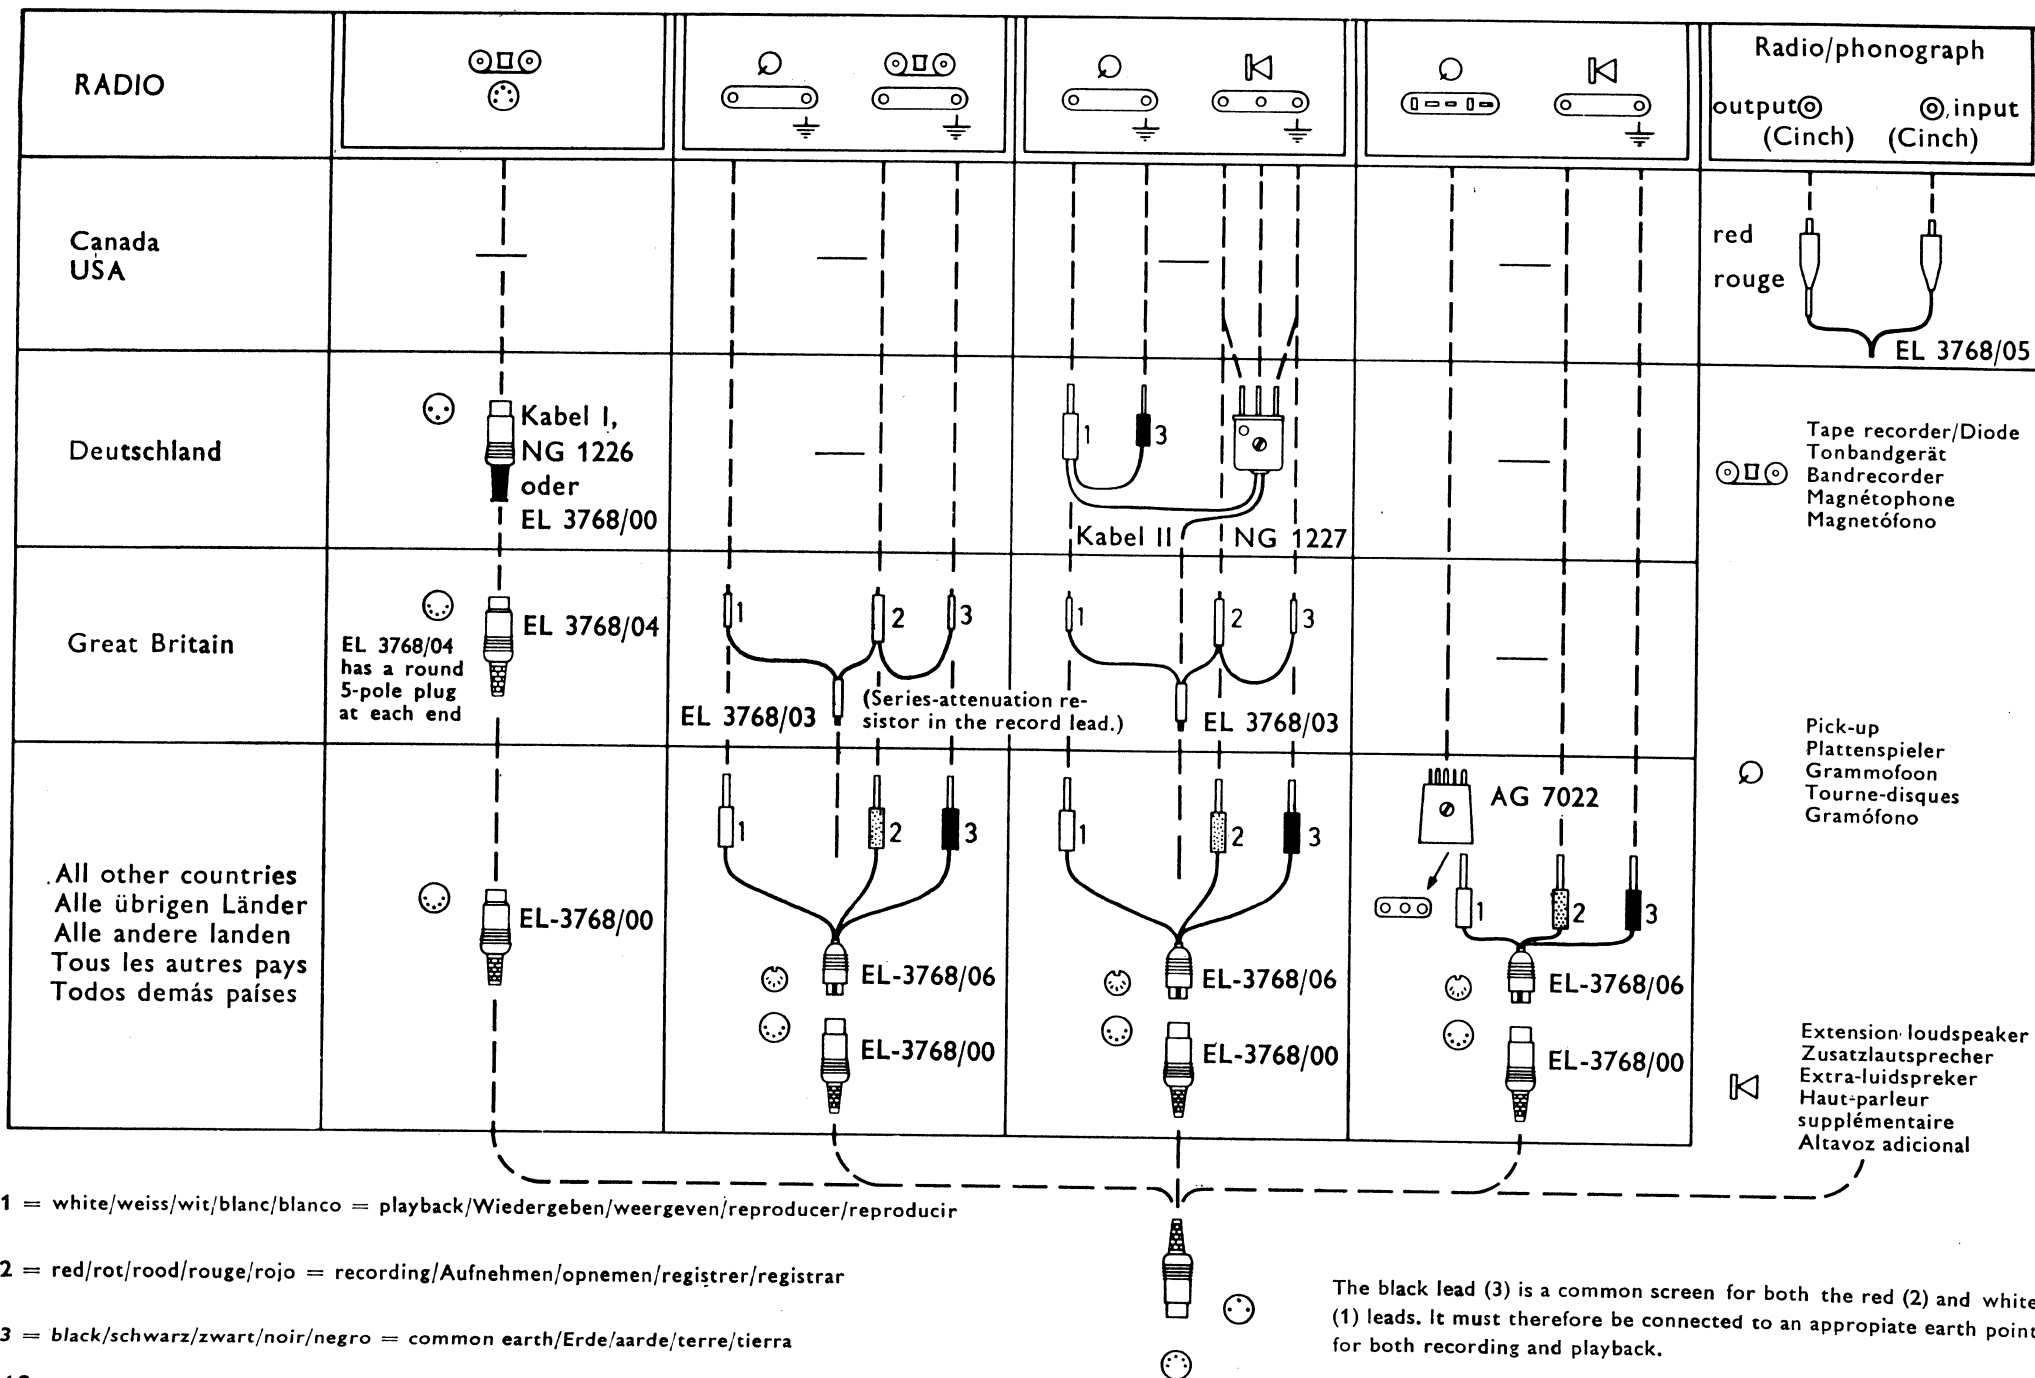 RADIO
Radio/phonograph
output
input
(Cinch)
(Cinch)
Canada
USA
red
rouge
EL 3768/05
Deutschland
Kabel I,
NG 1226
oder
EL 3768/00
1
3
Kabel II
NG 1227
Tape recorder/Diode
Tonbandgerät
Bandrecorder
Magnétophone
Magnetófono
Great Britain
EL 3768/04
has a round
5-pole plug
at each end
EL 3768/04
1
2
3
EL 3768/03
(Series-attenuation re-
sistor in the record lead.)
1
2
3
EL 3768/03
Pick-up
Plattenspieler
Grammofoon
Tourne-disques
Gramófono
All other countries
Alle übrigen Länder
Alle andere landen
Tous les autres pays
Todos demás países
EL-3768/00
1
2
3
EL-3768/06
EL-3768/00
1
2
3
EL-3768/06
EL-3768/00
AG 7022
1
2
3
EL-3768/06
EL-3768/00
Extension loudspeaker
Zusatzlautsprecher
Extra-luidspreker
Haut-parleur
supplémentaire
Altavoz adicional
1 = white/weiss/wit/blanc/blanco = playback/Wiedergeben/weergeven/reproducer/reproducir
2 = red/rot/rood/rouge/rojo = recording/Aufnehmen/opnemen/registrer/registrar
3 = black/schwarz/zwart/noir/negro = common earth/Erde/aarde/terre/tierra
The black lead (3) is a common screen for both the red (2) and white
(1) leads. It must therefore be connected to an appropiate earth point
for both recording and playback.